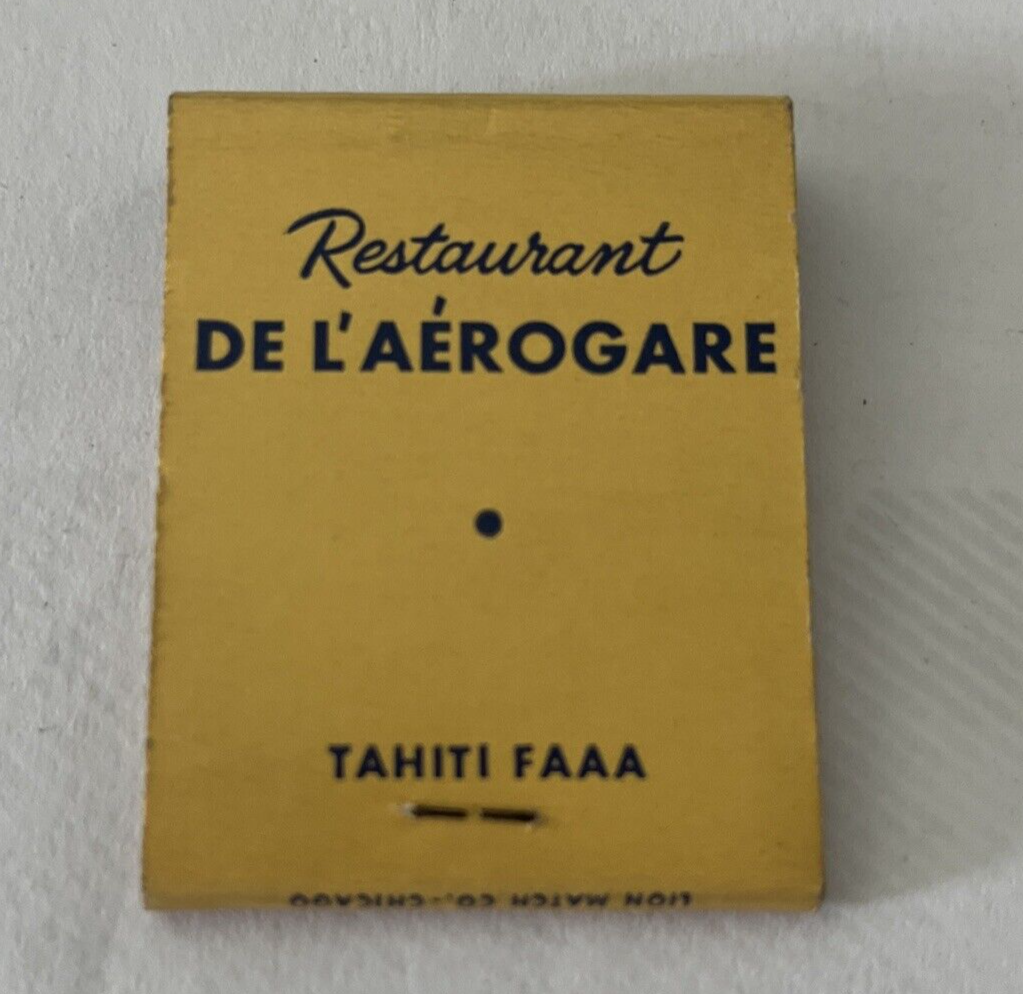 Restaurant
DE L'AÉROGARE
TAHITI FAAA
LION MATCH CO.-CHICAGO